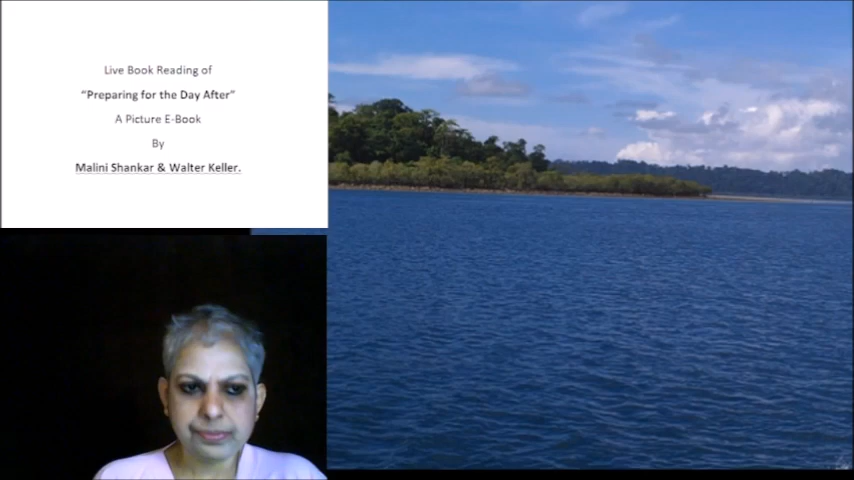 Live Book Reading of
“Preparing for the Day After”
A Picture E-Book
By
Malini Shankar & Walter Keller.